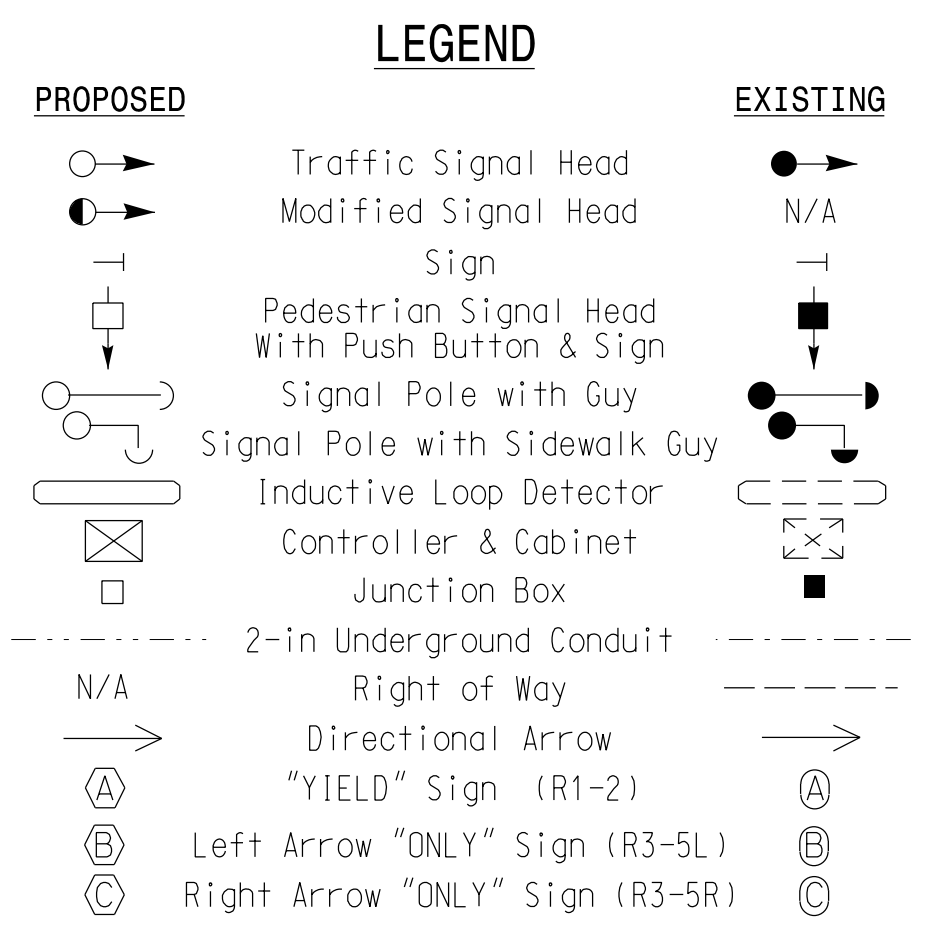 LEGEND
PROPOSED EXISTING
Traffic Signal Head
Modified Signal Head N/A
Sign
Pedestrian Signal Head
With Push Button & Sign
Signal Pole with Guy
Signal Pole with Sidewalk Guy
Inductive Loop Detector
Controller & Cabinet
Junction Box
2-in Underground Conduit
N/A Right of Way
Directional Arrow
A "YIELD" Sign (R1-2) A
B Left Arrow "ONLY" Sign (R3-5L) B
C Right Arrow "ONLY" Sign (R3-5R) C